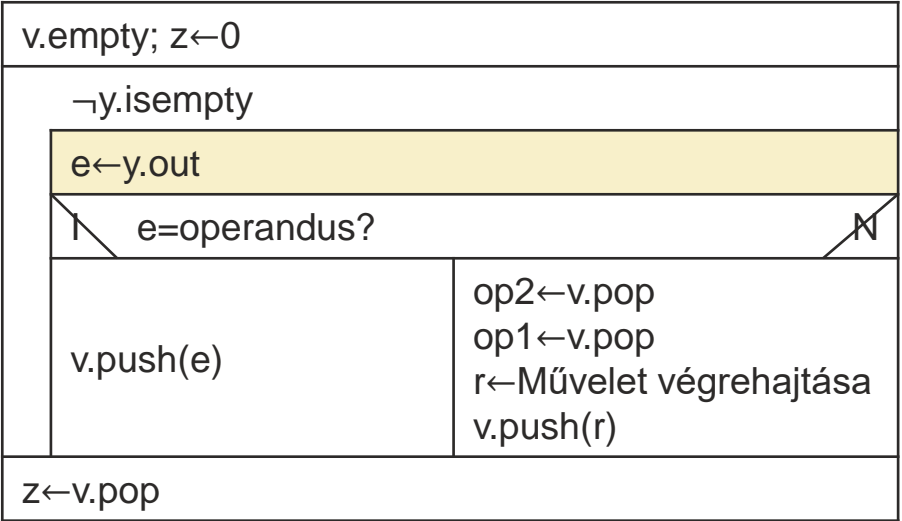 v.empty; z←0
¬y.isempty
e←y.out
I e=operandus? N
v.push(e)
op2←v.pop
op1←v.pop
r←Művelet végrehajtása
v.push(r)
z←v.pop